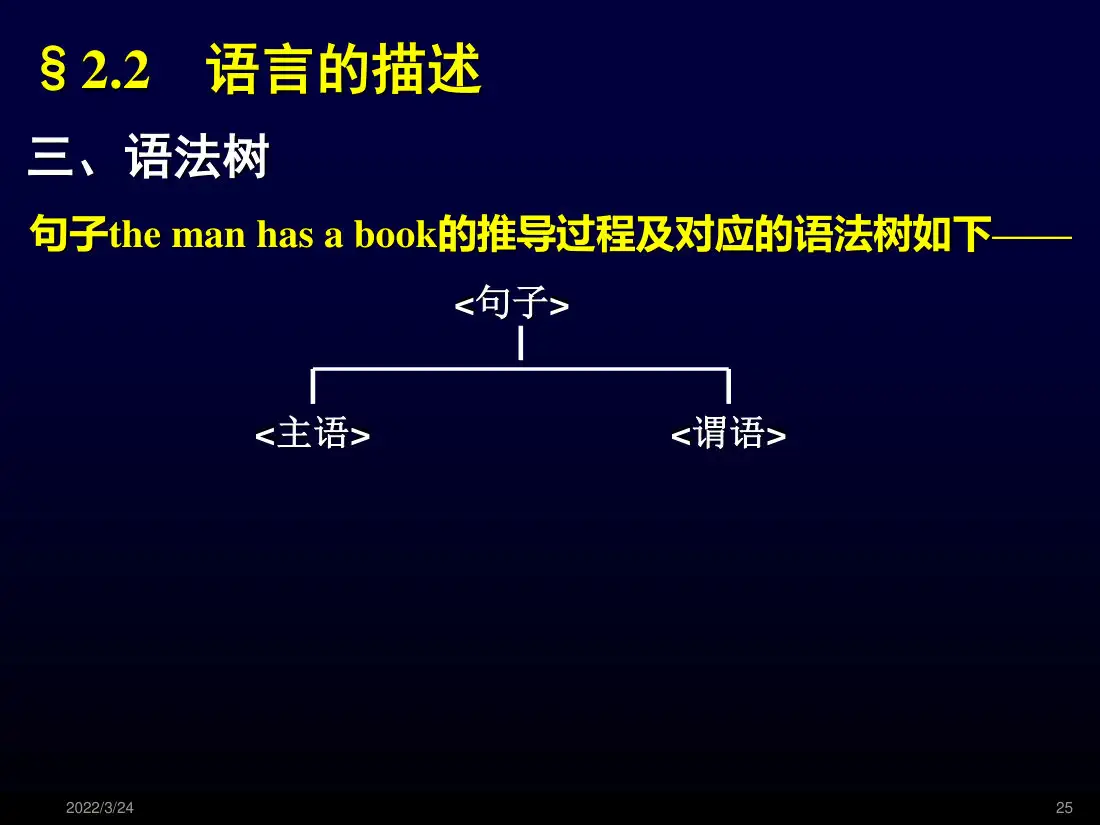 §2.2 语言的描述
三、语法树
句子the man has a book的推导过程及对应的语法树如下——
<句子>
<主语> <谓语>
2022/3/24 25